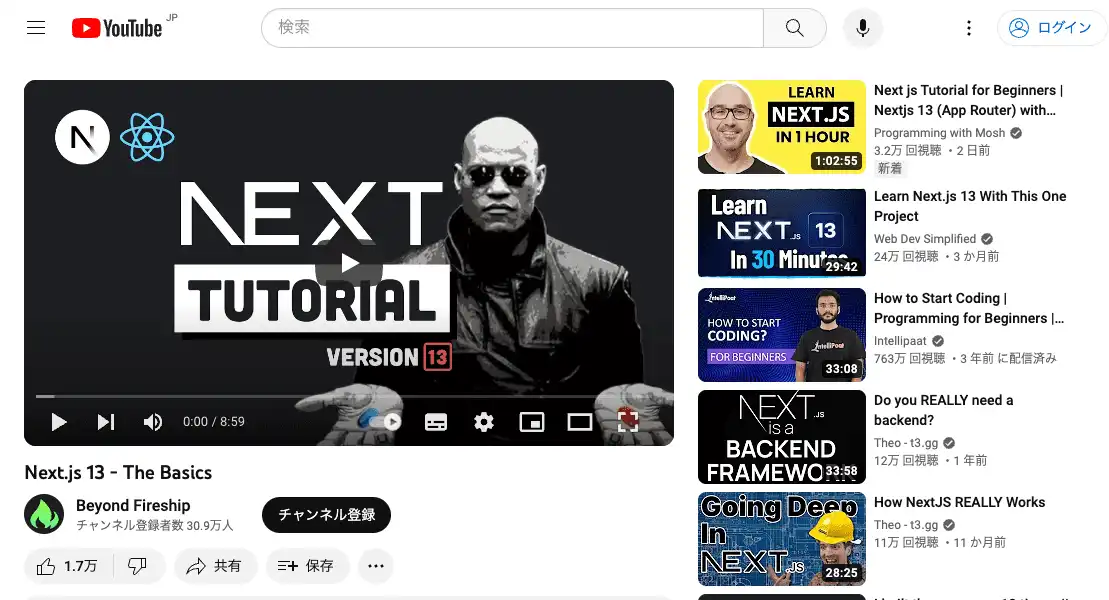 YouTube JP
検索
ログイン
N
NEXT
TUTORIAL
VERSION 13
0:00 / 8:59
Next.js 13 - The Basics
Beyond Fireship
チャンネル登録者数 30.9万人
チャンネル登録
1.7万
共有
保存
LEARN
NEXT.JS
IN 1 HOUR
1:02:55
Next js Tutorial for Beginners |
Nextjs 13 (App Router) with…
Programming with Mosh
3.2万 回視聴 ・2 日前
新着
Learn
NEXT.JS 13
In 30 Minutes
29:42
Learn Next.js 13 With This One
Project
Web Dev Simplified
24万 回視聴 ・3 か月前
IntelliPaat
HOW TO START
CODING?
FOR BEGINNERS
IntelliPaat
33:08
How to Start Coding |
Programming for Beginners |…
Intellipaat
763万 回視聴 ・3 年前 に配信済み
NEXT.JS
is a
BACKEND
FRAMEWORK
33:58
Do you REALLY need a
backend?
Theo - t3.gg
12万 回視聴 ・1 年前
Going Deep
In
NEXT.JS
28:25
How NextJS REALLY Works
Theo - t3.gg
11万 回視聴 ・11 か月前